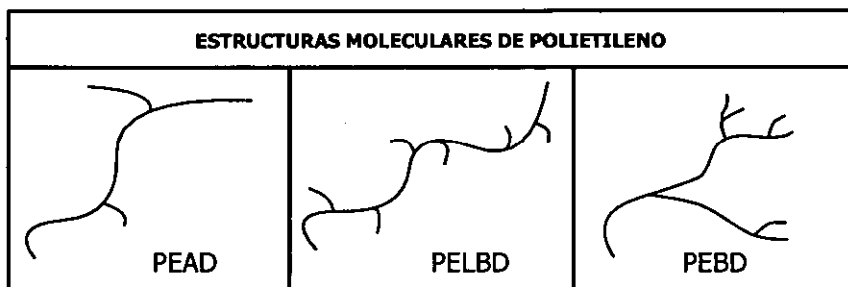 ESTRUCTURAS MOLECULARES DE POLIETILENO
PEAD
PELBD
PEBD